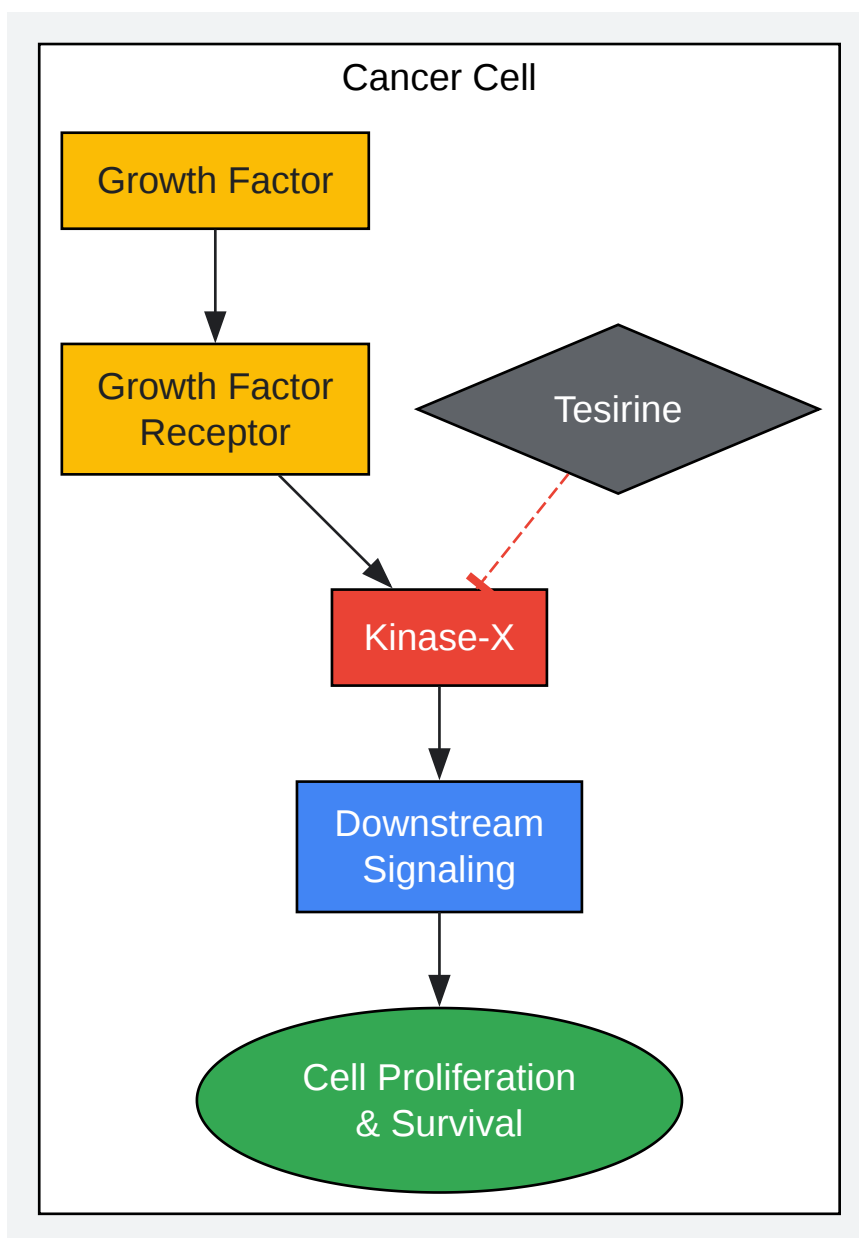 Cancer Cell
Growth Factor
Growth Factor
Receptor
Tesirine
Kinase-X
Downstream
Signaling
Cell Proliferation
& Survival